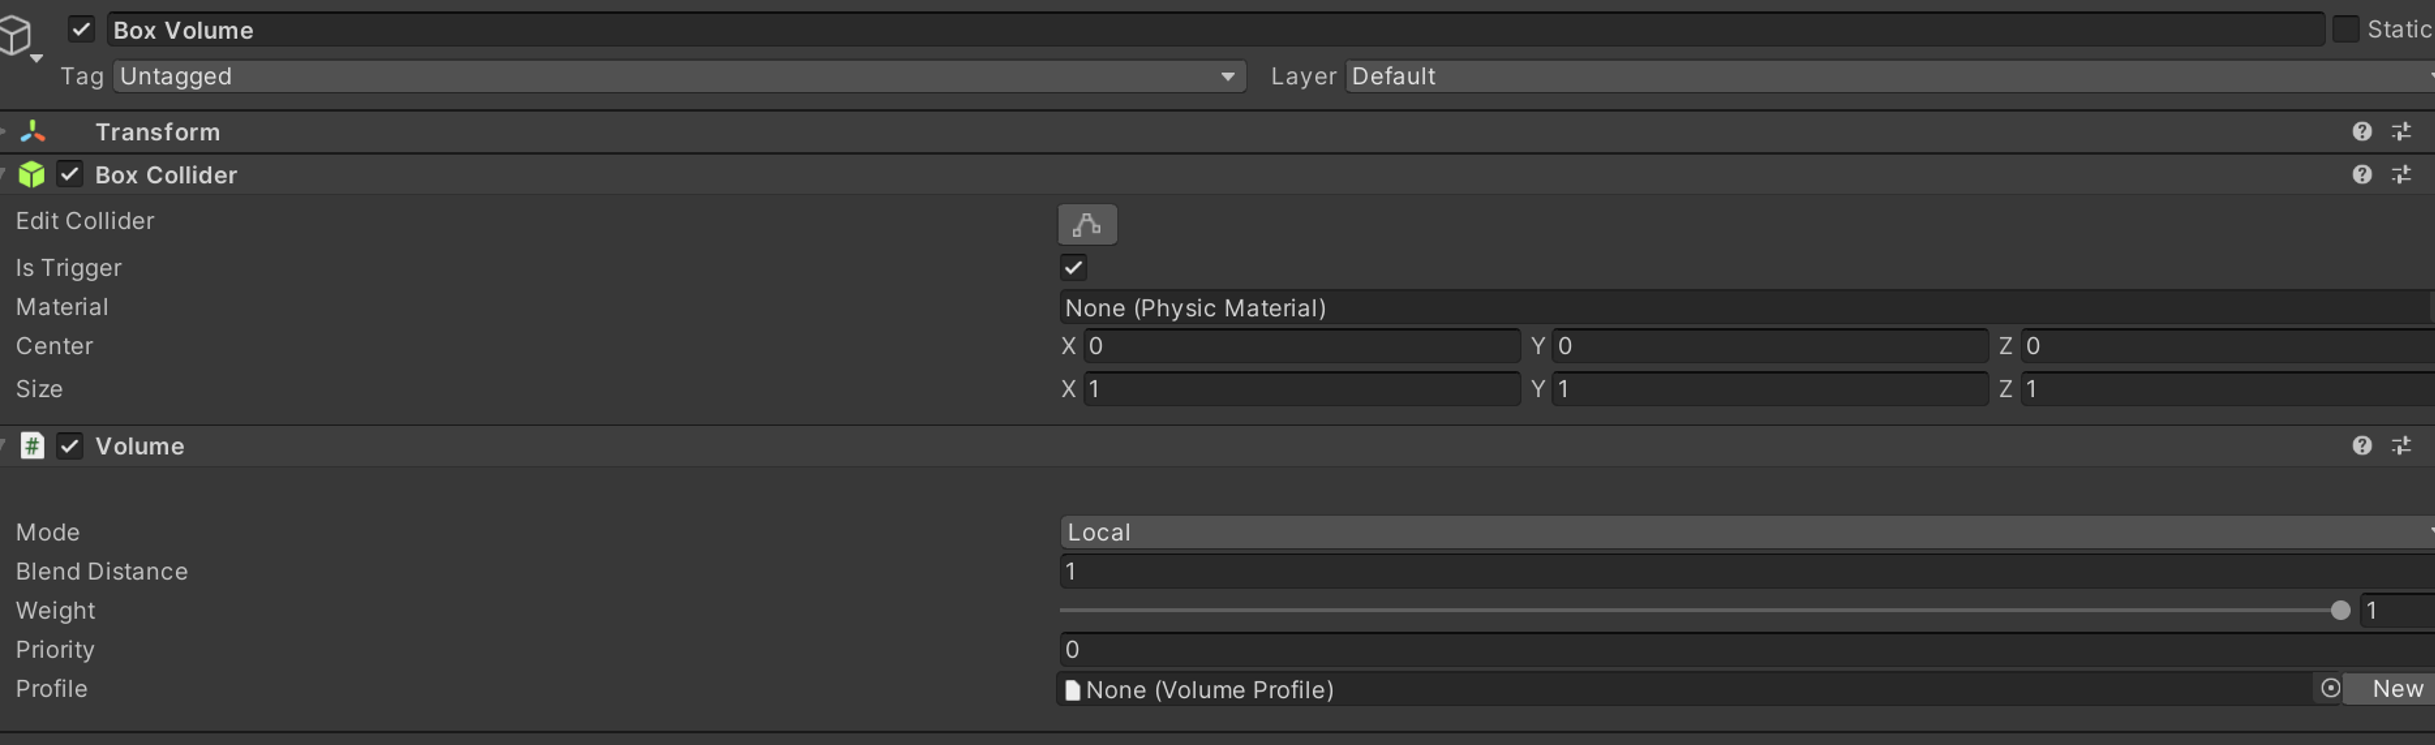 Box Volume Static
Tag Untagged Layer Default
Transform
Box Collider
Edit Collider
Is Trigger
Material None (Physic Material)
Center X 0 Y 0 Z 0
Size X 1 Y 1 Z 1
# Volume
Mode Local
Blend Distance 1
Weight 1
Priority 0
Profile None (Volume Profile) New